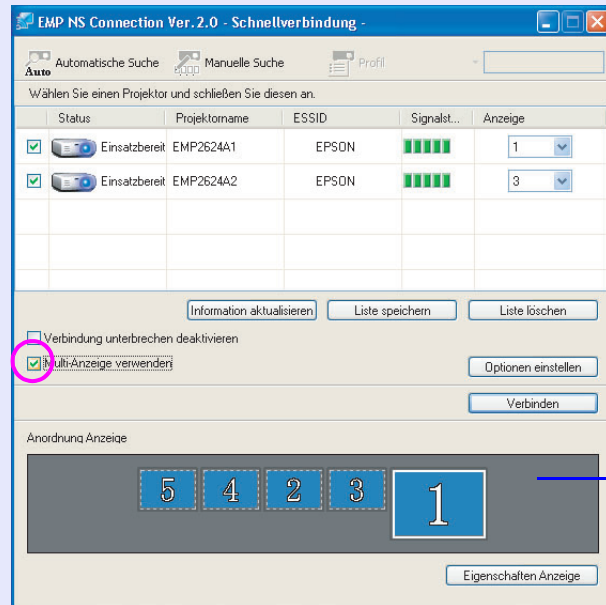 EMP NS Connection Ver.2.0 - Schnellverbindung -
Auto Automatische Suche Manuelle Suche Profil
Wählen Sie einen Projektor und schließen Sie diesen an.
Status Projektorname ESSID Signalst... Anzeige
Einsatzbereit EMP2624A1 EPSON 1
Einsatzbereit EMP2624A2 EPSON 3
Information aktualisieren Liste speichern Liste löschen
Verbindung unterbrechen deaktivieren
Multi-Anzeige verwenden Optionen einstellen
Verbinden
Anordnung Anzeige
5 4 2 3 1
Eigenschaften Anzeige